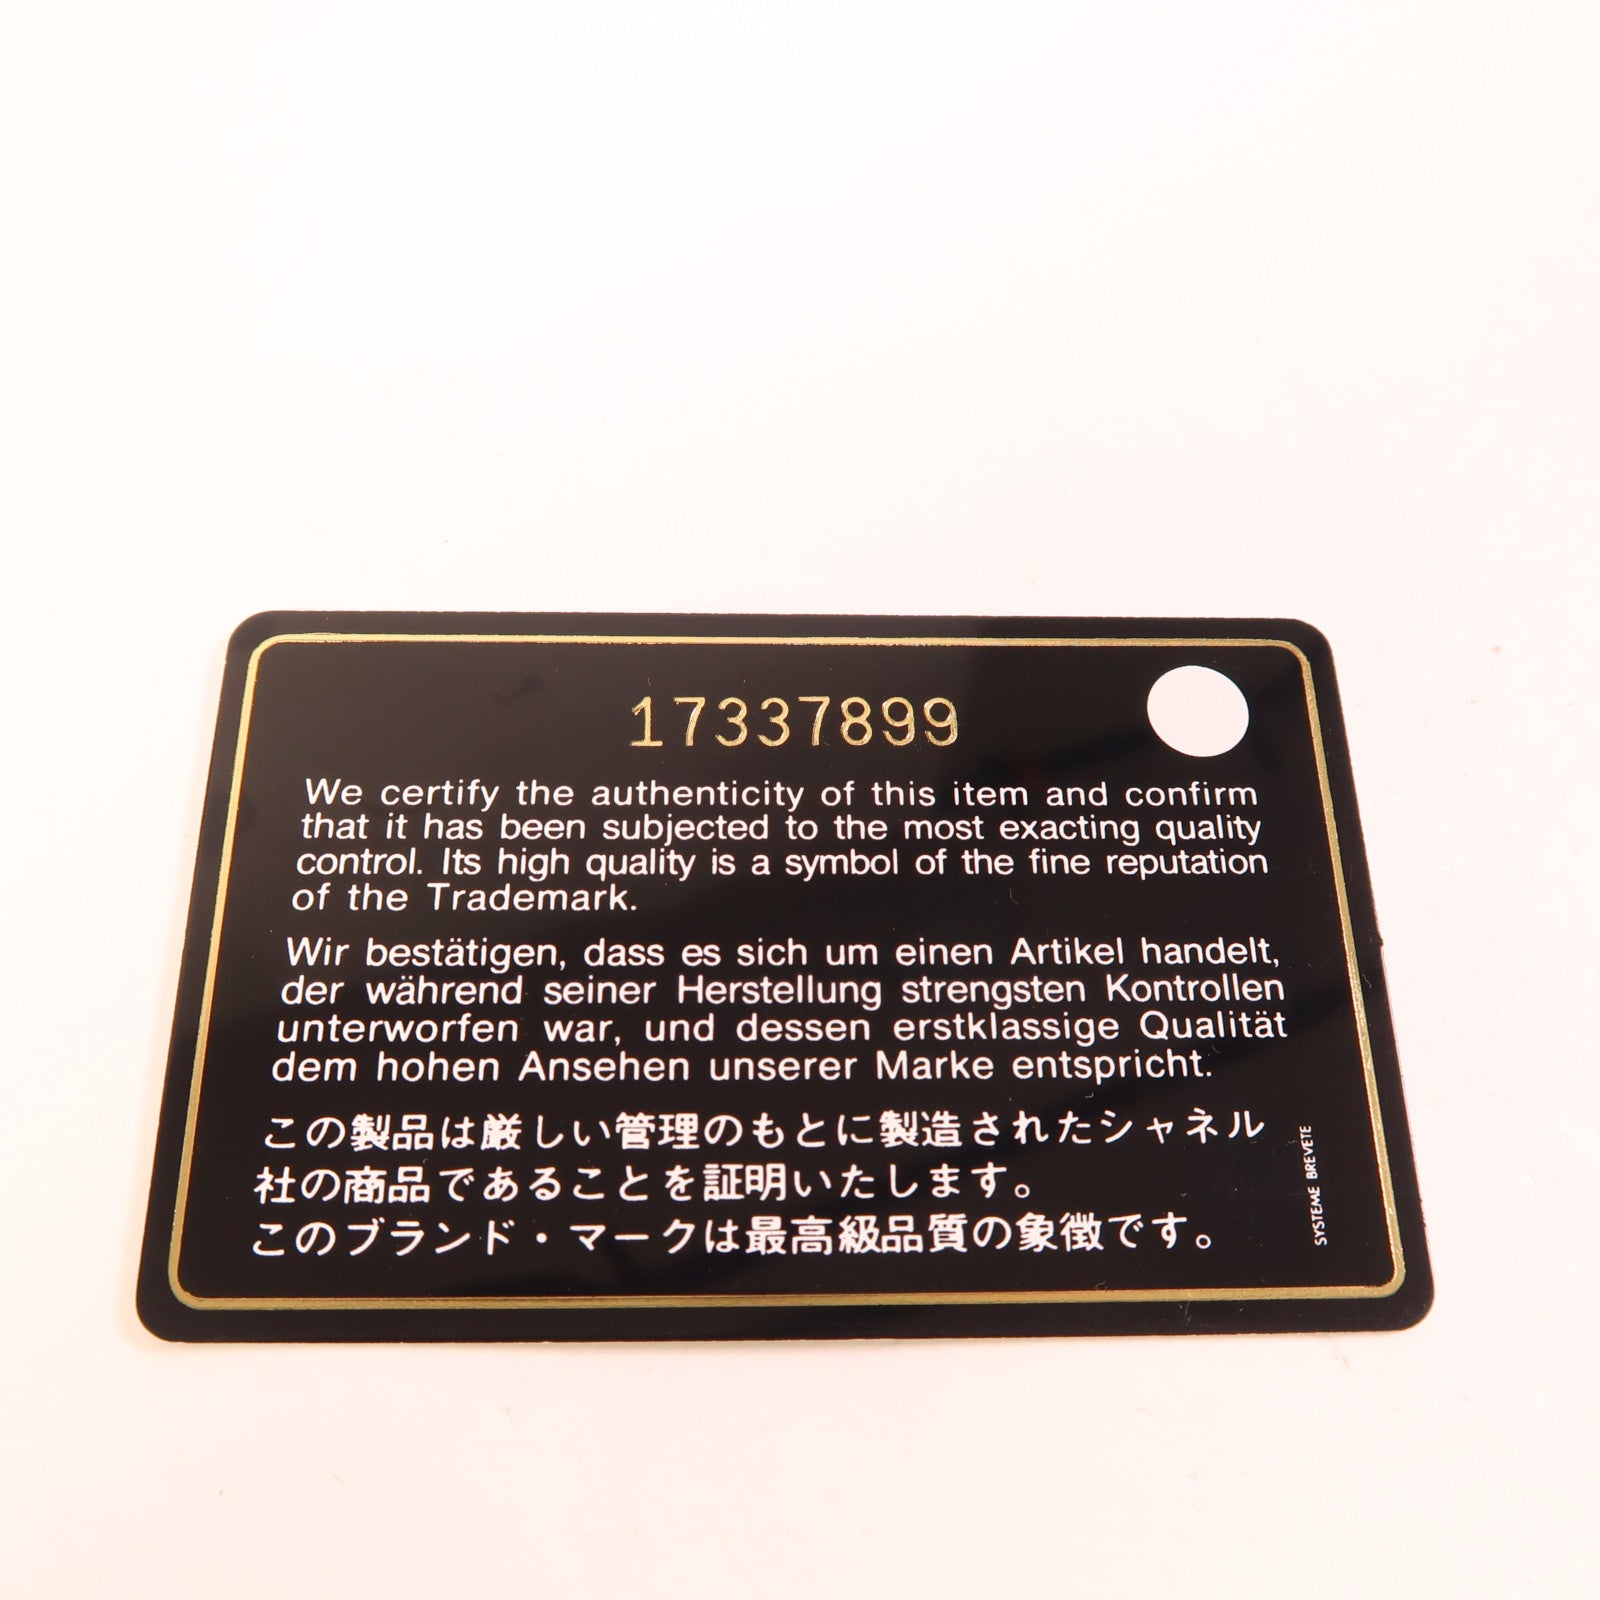 17337899
We certify the authenticity of this item and confirm
that it has been subjected to the most exacting quality
control. Its high quality is a symbol of the fine reputation
of the Trademark.
Wir bestätigen, dass es sich um einen Artikel handelt,
der während seiner Herstellung strengsten Kontrollen
unterworfen war, und dessen erstklassige Qualität
dem hohen Ansehen unserer Marke entspricht.
この製品は厳しい管理のもとに製造されたシャネル
社の商品であることを証明いたします。
このブランド・マークは最高級品質の象徴です。
SYSTEME BREVETE